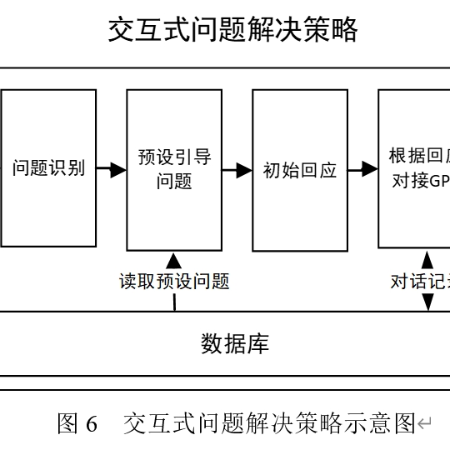 交互式问题解决策略
问题识别
预设引导
问题
初始回应
根据回应
对接GP
读取预设问题
对话记录
数据库
图 6 交互式问题解决策略示意图